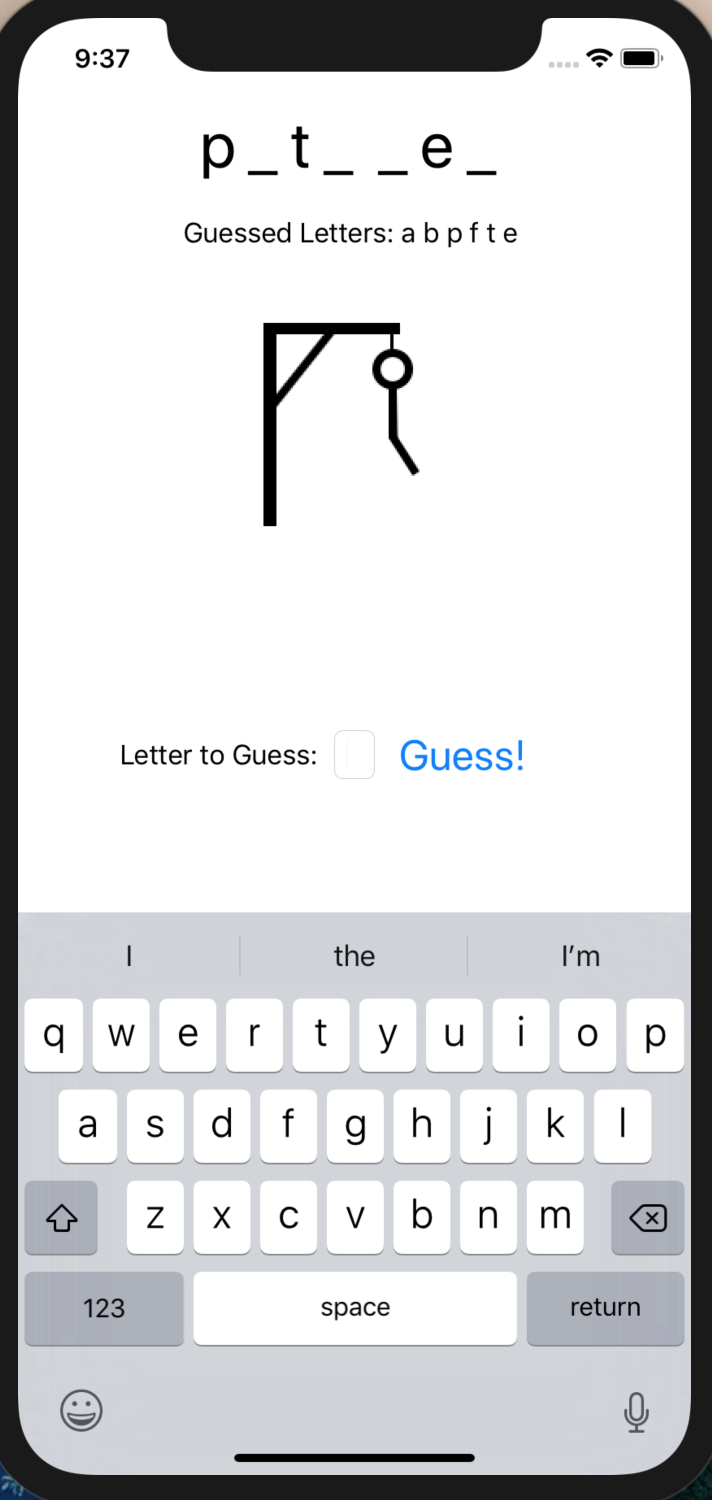 9:37
p _ t _ _ e _
Guessed Letters: a b p f t e
Letter to Guess: Guess!
I the I’m
q w e r t y u i o p
a s d f g h j k l
z x c v b n m
123 space return